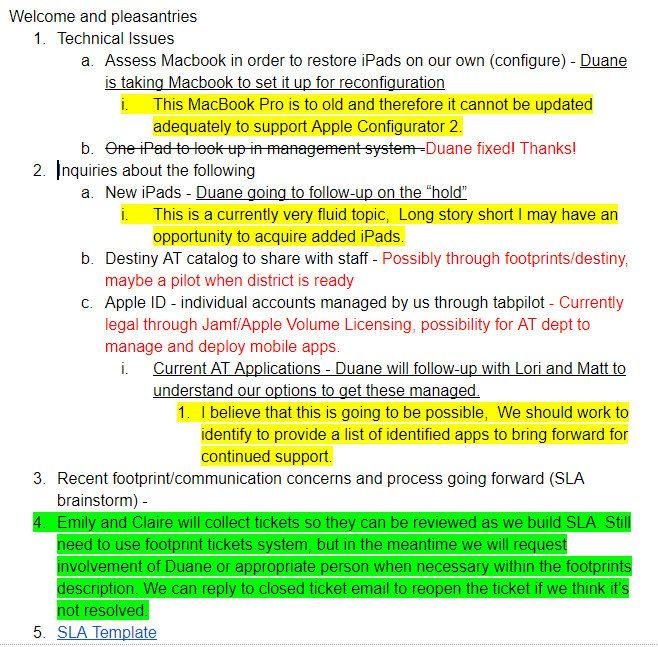 Welcome and pleasantries
1. Technical Issues
a. Assess Macbook in order to restore iPads on our own (configure) - Duane
is taking Macbook to set it up for reconfiguration
i. This MacBook Pro is to old and therefore it cannot be updated
adequately to support Apple Configurator 2.
b. One iPad to look up in management system -Duane fixed! Thanks!
2. Inquiries about the following
a. New iPads - Duane going to follow-up on the “hold”
i. This is a currently very fluid topic,  Long story short I may have an
opportunity to acquire added iPads.
b. Destiny AT catalog to share with staff - Possibly through footprints/destiny,
maybe a pilot when district is ready
c. Apple ID - individual accounts managed by us through tabpilot - Currently
legal through Jamf/Apple Volume Licensing, possibility for AT dept to
manage and deploy mobile apps.
i. Current AT Applications - Duane will follow-up with Lori and Matt to
understand our options to get these managed.
1. I believe that this is going to be possible,  We should work to
identify to provide a list of identified apps to bring forward for
continued support.
3. Recent footprint/communication concerns and process going forward (SLA
brainstorm) -
4. Emily and Claire will collect tickets so they can be reviewed as we build SLA. Still
need to use footprint tickets system, but in the meantime we will request
involvement of Duane or appropriate person when necessary within the footprints
description. We can reply to closed ticket email to reopen the ticket if we think it’s
not resolved.
5. SLA Template